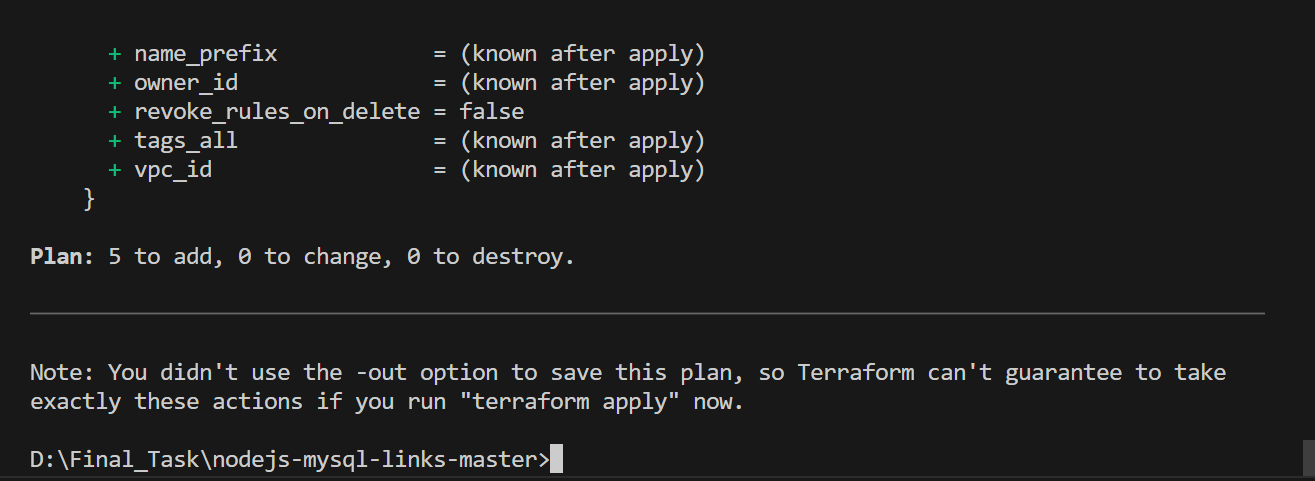 + name_prefix            = (known after apply)
+ owner_id               = (known after apply)
+ revoke_rules_on_delete = false
+ tags_all               = (known after apply)
+ vpc_id                 = (known after apply)
}
Plan: 5 to add, 0 to change, 0 to destroy.
Note: You didn't use the -out option to save this plan, so Terraform can't guarantee to take
exactly these actions if you run "terraform apply" now.
D:\Final_Task\nodejs-mysql-links-master>